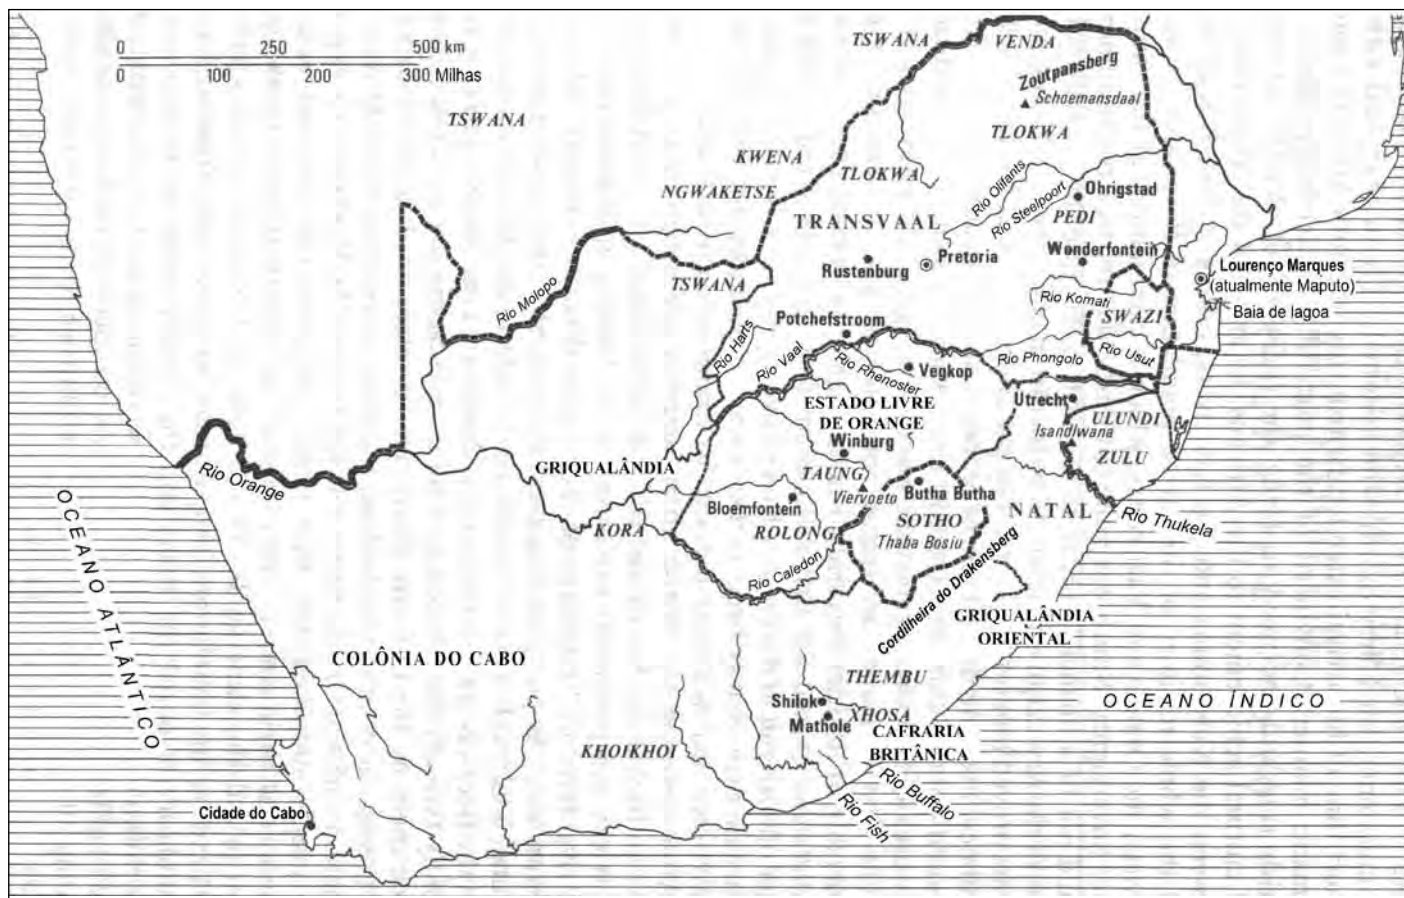 0 250 500 km
0 100 200 300 Milhas
TSWANA
VENDA
Zoutpansberg
Schoemansdaal
TSWANA
TLOKWA
KWENA
TLOKWA
NGWAKETSE
Rio Olifants
Rio Steelpoort
Ohrigstad
PEDI
TRANSVAAL
Wonderfontein
Pretoria
Rustenburg
TSWANA
Lourenço Marques
(atualmente Maputo)
Baia de lagoa
Rio Komati
SWAZI
Rio Molopo
Rio Harts
Potchefstroom
Rio Vaal
Rio Rhenoster
Vegkop
Rio Phongolo
Rio Usut
Utrecht
ULUNDI
Isandlwana
ZULU
ESTADO LIVRE
DE ORANGE
Winburg
GRIQUALÂNDIA
TAUNG
Viervoeto
Butha Butha
Rio Orange
Bloemfontein
KORA
ROLONG
SOTHO
Thaba Bosiu
NATAL
Rio Thukela
Rio Caledon
Cordilheira do Drakensberg
GRIQUALÂNDIA
ORIENTAL
OCEANO ATLÂNTICO
COLÔNIA DO CABO
THEMBU
OCEANO ÍNDICO
Shilok
XHOSA
Mathole
CAFRARIA
BRITÂNICA
KHOIKHOI
Rio Buffalo
Rio Fish
Cidade do Cabo